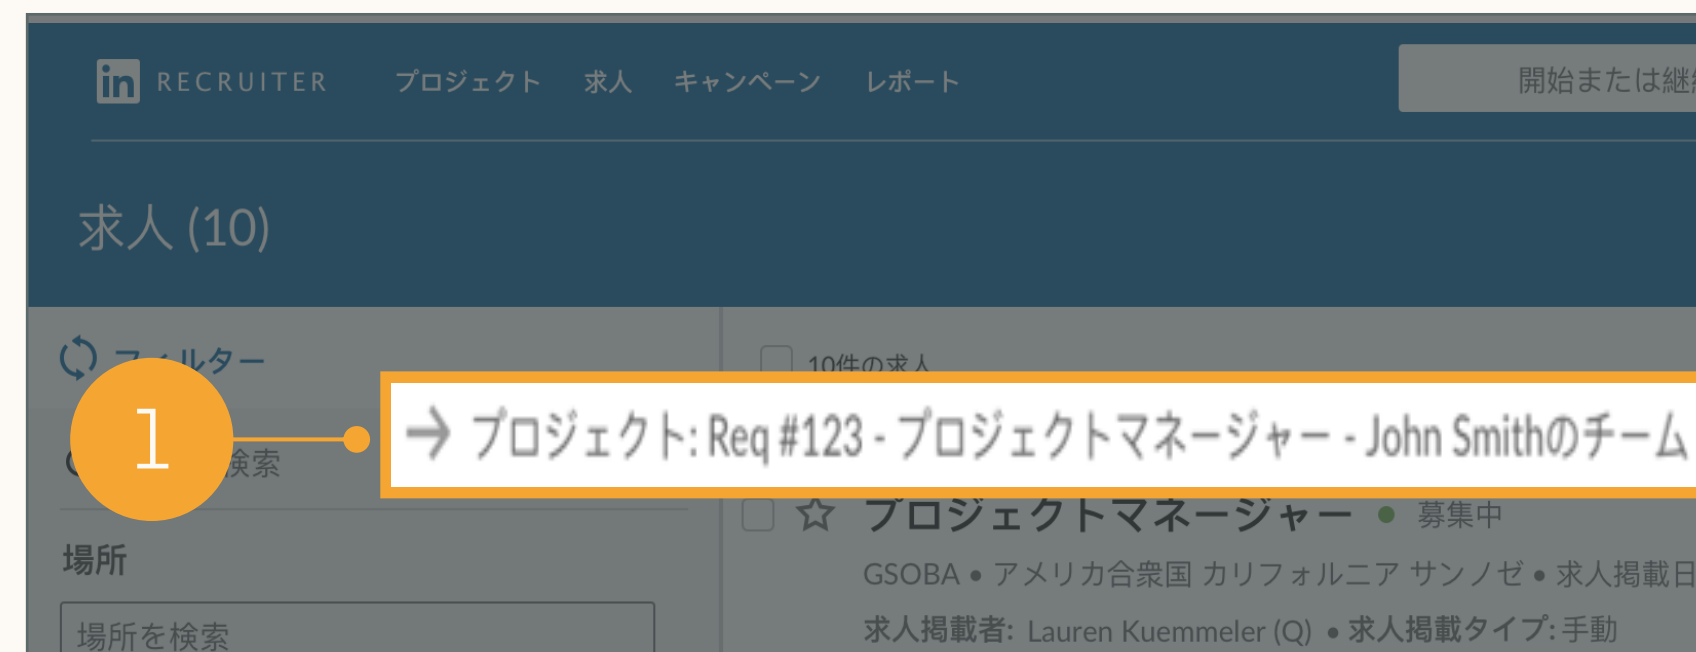 in RECRUITER プロジェクト 求人 キャンペーン レポート 開始または継
求人 (10)
フィルター
10件の求人
1
→ プロジェクト: Req #123 - プロジェクトマネージャー - John Smithのチーム
検索
プロジェクトマネージャー ● 募集中
場所
GSOBA • アメリカ合衆国 カリフォルニア サンノゼ • 求人掲載日
場所を検索
求人掲載者: Lauren Kuemmeler (Q) • 求人掲載タイプ: 手動